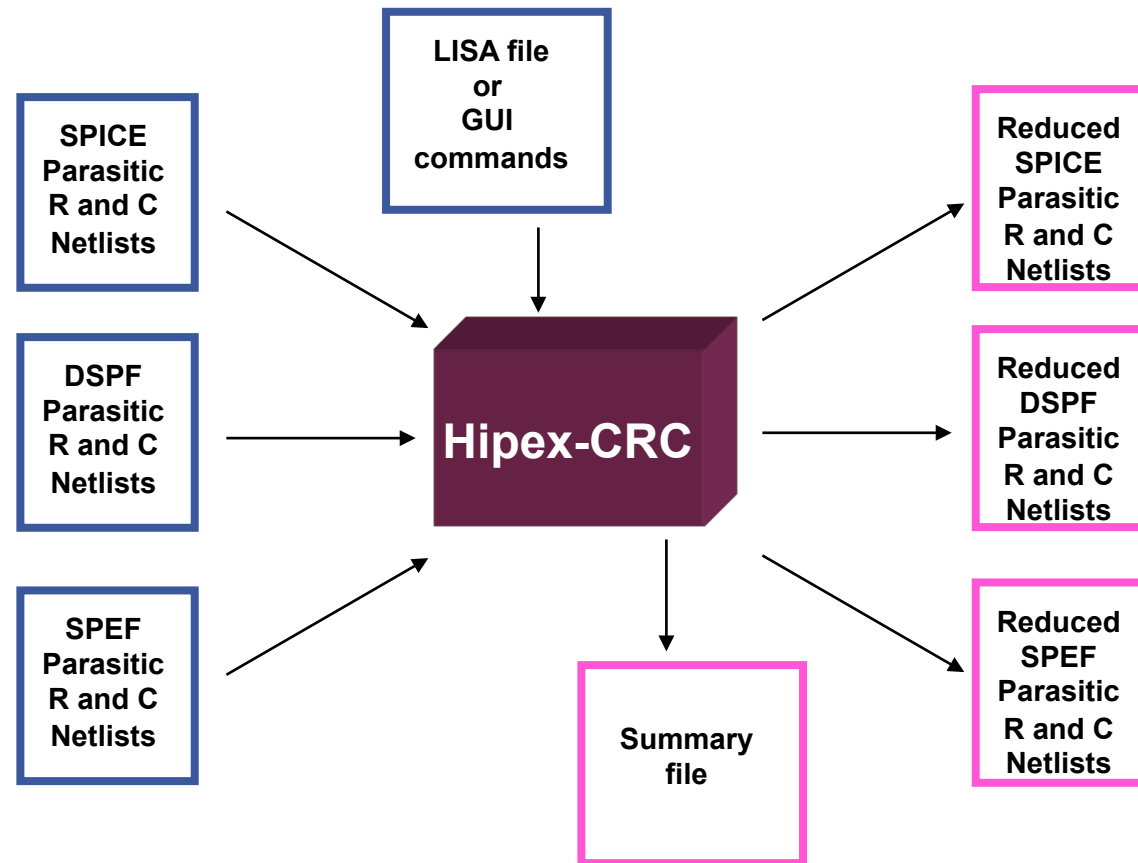 LISA file
or
GUI
commands
SPICE
Parasitic
R and C
Netlists
DSPF
Parasitic
R and C
Netlists
SPEF
Parasitic
R and C
Netlists
Hipex-CRC
Summary
file
Reduced
SPICE
Parasitic
R and C
Netlists
Reduced
DSPF
Parasitic
R and C
Netlists
Reduced
SPEF
Parasitic
R and C
Netlists